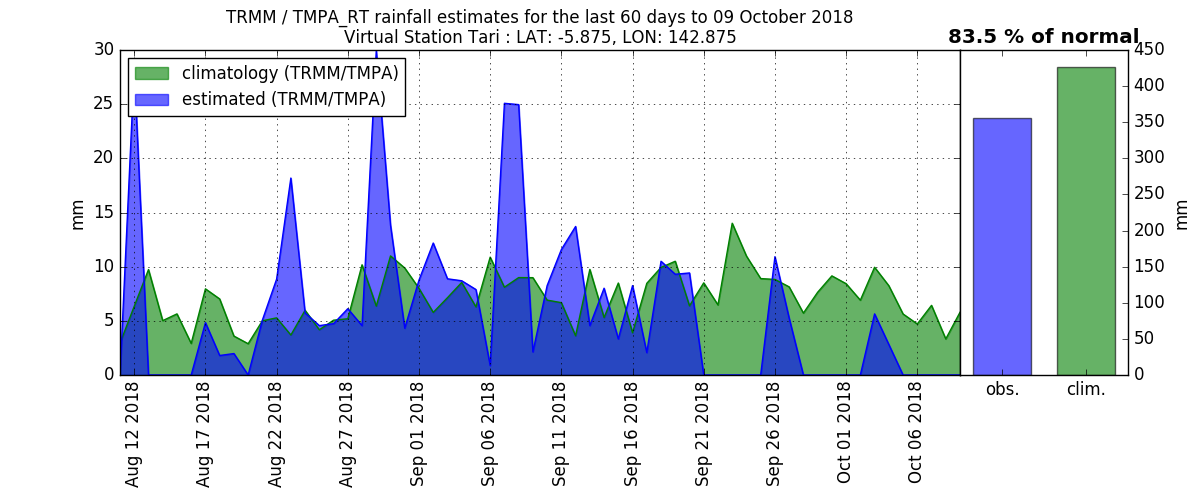 TRMM / TMPA_RT rainfall estimates for the last 60 days to 09 October 2018
Virtual Station Tari : LAT: -5.875, LON: 142.875
83.5 % of normal
climatology (TRMM/TMPA)
estimated (TRMM/TMPA)
30
25
20
15
10
5
0
mm
Aug 12 2018
Aug 17 2018
Aug 22 2018
Aug 27 2018
Sep 01 2018
Sep 06 2018
Sep 11 2018
Sep 16 2018
Sep 21 2018
Sep 26 2018
Oct 01 2018
Oct 06 2018
450
400
350
300
250
200
150
100
50
0
mm
obs.
clim.